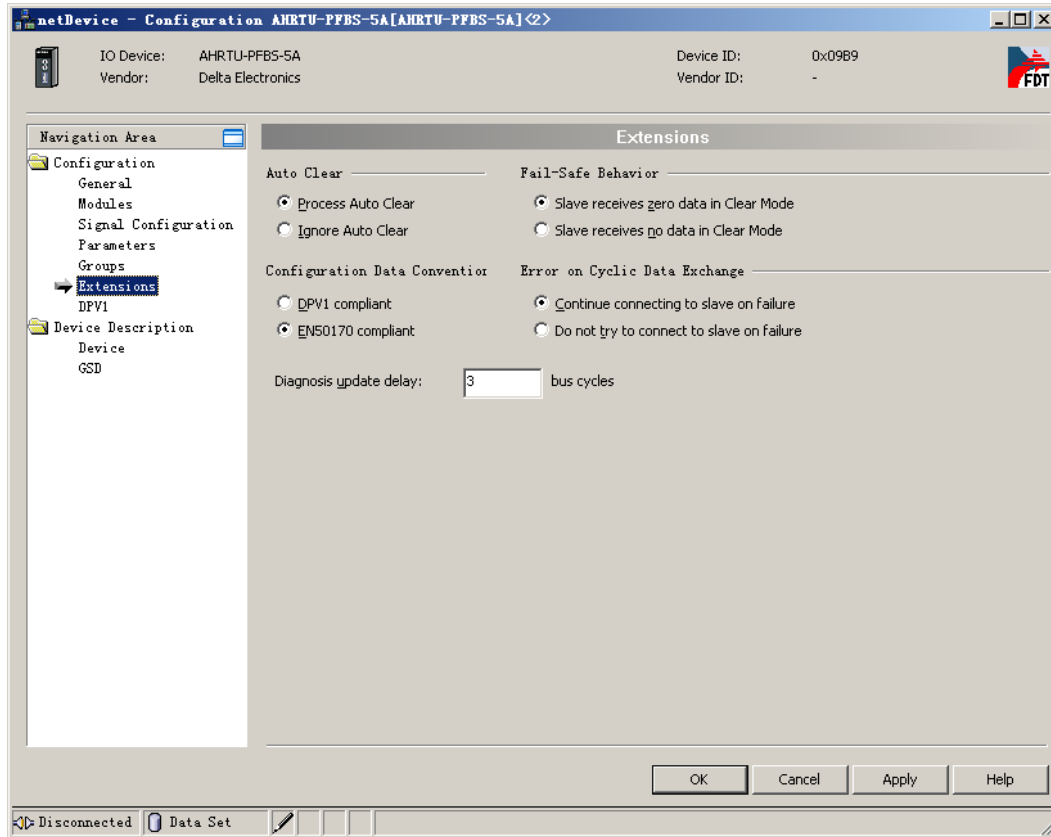 netDevice - Configuration AHRTU-PFBS-5A[AHRTU-PFBS-5A]<2>
IO Device: AHRTU-PFBS-5A Device ID: 0x09B9
Vendor: Delta Electronics Vendor ID: -
FDT
Navigation Area
Configuration
General
Modules
Signal Configuration
Parameters
Groups
Extensions
DPV1
Device Description
Device
GSD
Extensions
Auto Clear
Process Auto Clear
Ignore Auto Clear
Fail-Safe Behavior
Slave receives zero data in Clear Mode
Slave receives no data in Clear Mode
Configuration Data Convention
DPV1 compliant
EN50170 compliant
Error on Cyclic Data Exchange
Continue connecting to slave on failure
Do not try to connect to slave on failure
Diagnosis update delay: 3 bus cycles
OK Cancel Apply Help
Disconnected Data Set